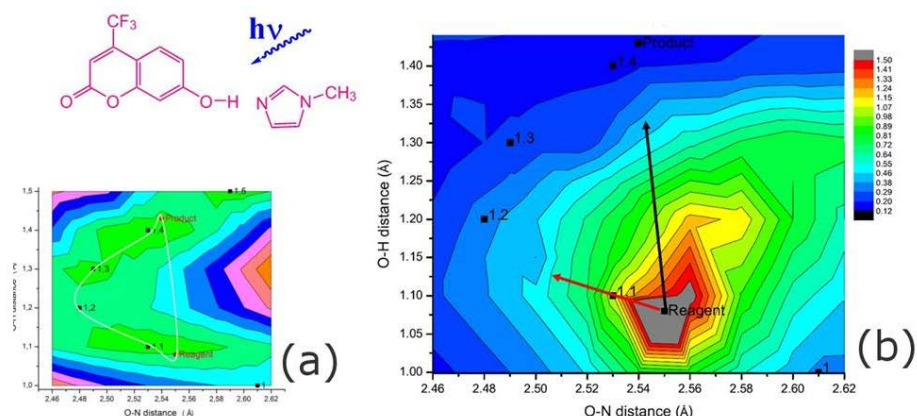 CF3
hν
O
O
O-H
N
N
CH3
1,5
1,4
1,3
1,2
1,1
1,0
1,5
Product
1,4
1,3
1,2
1,1
Reagent
1,1
2,46 2,48 2,50 2,52 2,54 2,56 2,58 2,60 2,62
O-N distance (Å)
(a)
O-H distance (Å)
1.40
1.35
1.30
1.25
1.20
1.15
1.10
1.05
1.00
Product
1.4
1.3
1.2
1.1
Reagent
1
2.46 2.48 2.50 2.52 2.54 2.56 2.58 2.60 2.62
O-N distance (Å)
1.50
1.41
1.33
1.24
1.15
1.07
0.98
0.90
0.81
0.72
0.64
0.55
0.46
0.38
0.29
0.20
0.12
(b)